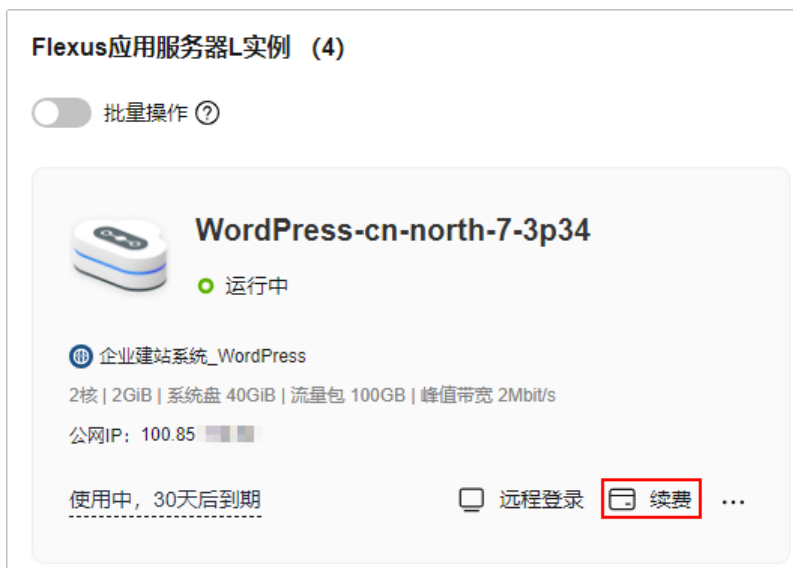 Flexus应用服务器L实例 (4)
批量操作 ?
WordPress-cn-north-7-3p34
运行中
企业建站系统_WordPress
2核 | 2GiB | 系统盘 40GiB | 流量包 100GB | 峰值带宽 2Mbit/s
公网IP：100.85
使用中，30天后到期 远程登录 续费 ...